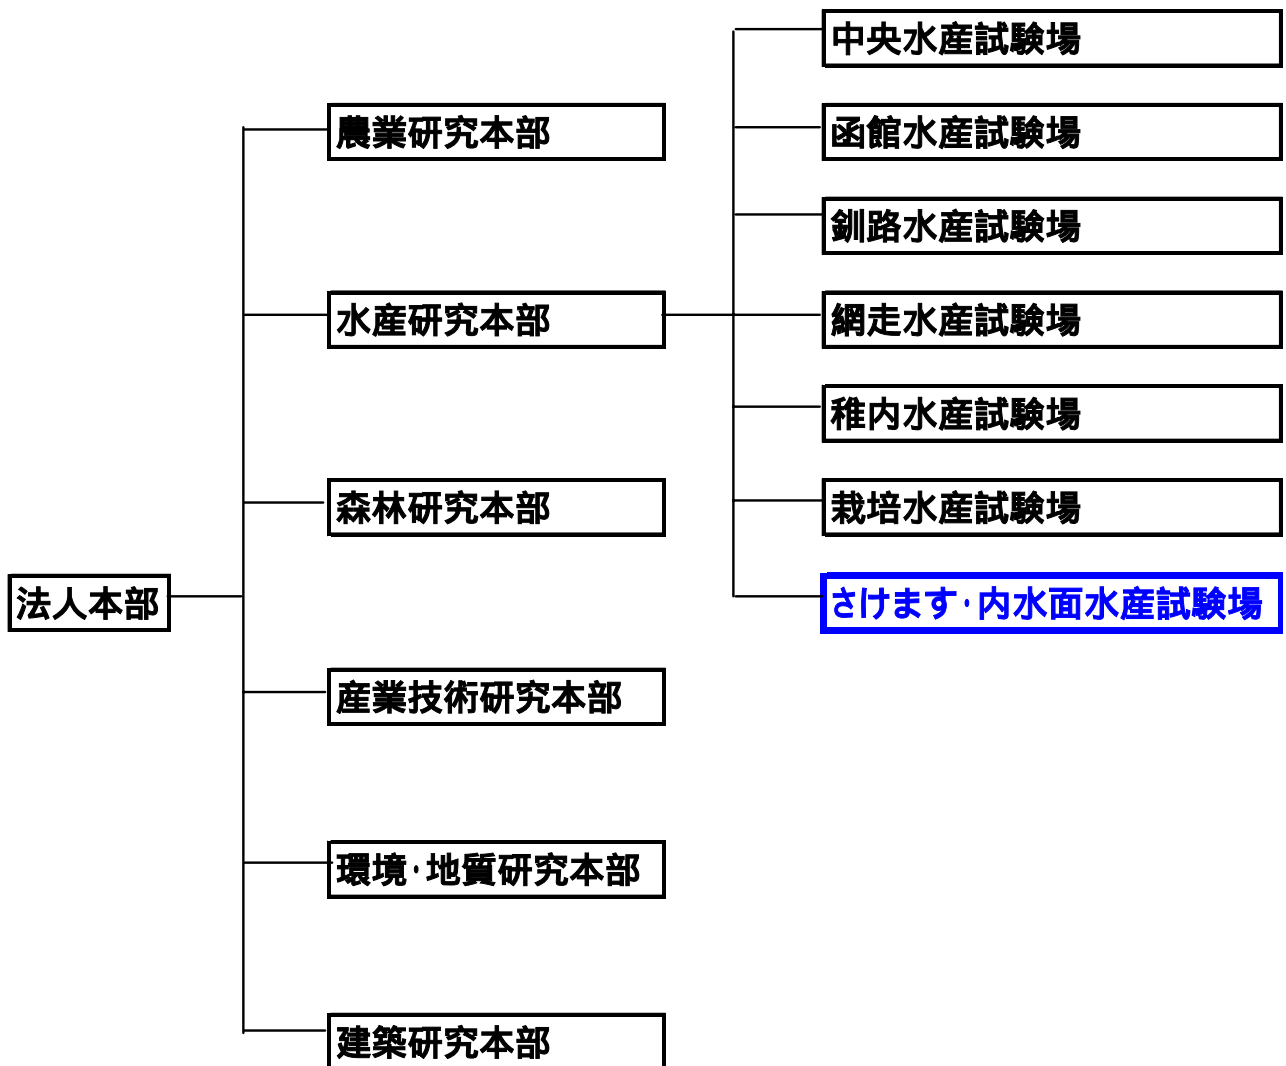 法人本部
農業研究本部
水産研究本部
森林研究本部
産業技術研究本部
環境・地質研究本部
建築研究本部
中央水産試験場
函館水産試験場
釧路水産試験場
網走水産試験場
稚内水産試験場
栽培水産試験場
さけます・内水面水産試験場